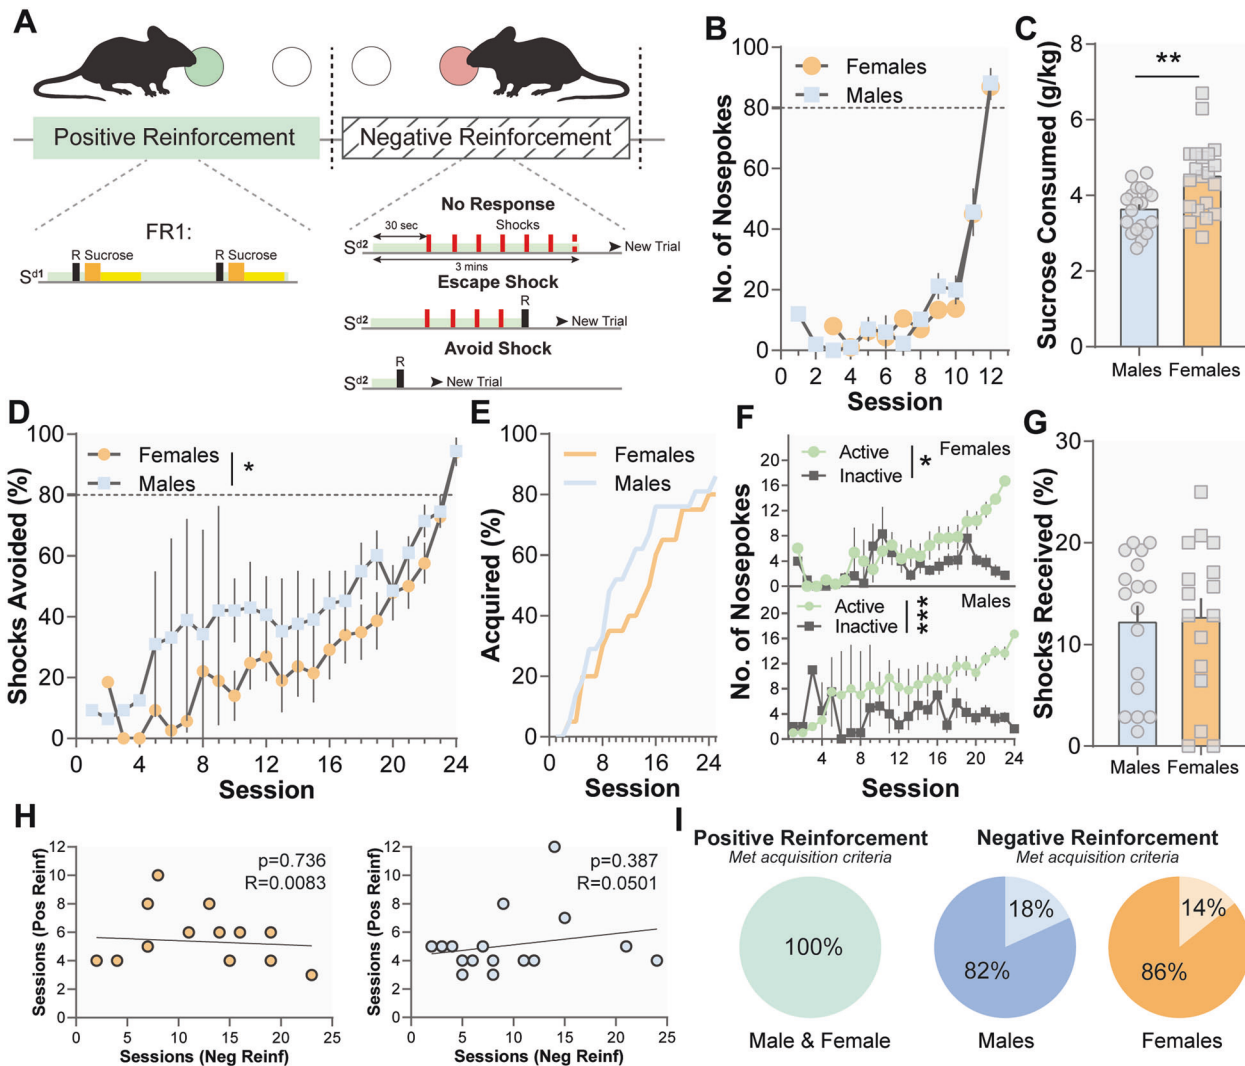 A
Positive Reinforcement
Negative Reinforcement
FR1:
R Sucrose
R Sucrose
Sᵈ¹
No Response
30 sec
Shocks
Sᵈ²
New Trial
3 mins
Escape Shock
R
Sᵈ²
New Trial
Avoid Shock
R
Sᵈ²
New Trial
B
No. of Nosepokes
100
80
60
40
20
0
Females
Males
0 2 4 6 8 10 12
Session
C
Sucrose Consumed (g/kg)
8
6
4
2
0
**
Males Females
D
Shocks Avoided (%)
100
80
60
40
20
0
Females
Males
*
0 4 8 12 16 20 24
Session
E
Acquired (%)
100
80
60
40
20
0
Females
Males
0 8 16 25
Session
F
No. of Nosepokes
Active
Inactive
*
Females
20
16
12
8
4
0
Active
Inactive
***
Males
20
16
12
8
4
0
4 8 12 16 20 24
Session
G
Shocks Received (%)
30
20
10
0
Males Females
H
Sessions (Pos Reinf)
12
10
8
6
4
2
0
p=0.736
R=0.0083
0 5 10 15 20 25
Sessions (Neg Reinf)
Sessions (Pos Reinf)
12
10
8
6
4
2
0
p=0.387
R=0.0501
0 5 10 15 20 25
Sessions (Neg Reinf)
I
Positive Reinforcement
Met acquisition criteria
100%
Male & Female
Negative Reinforcement
Met acquisition criteria
18%
82%
Males
14%
86%
Females